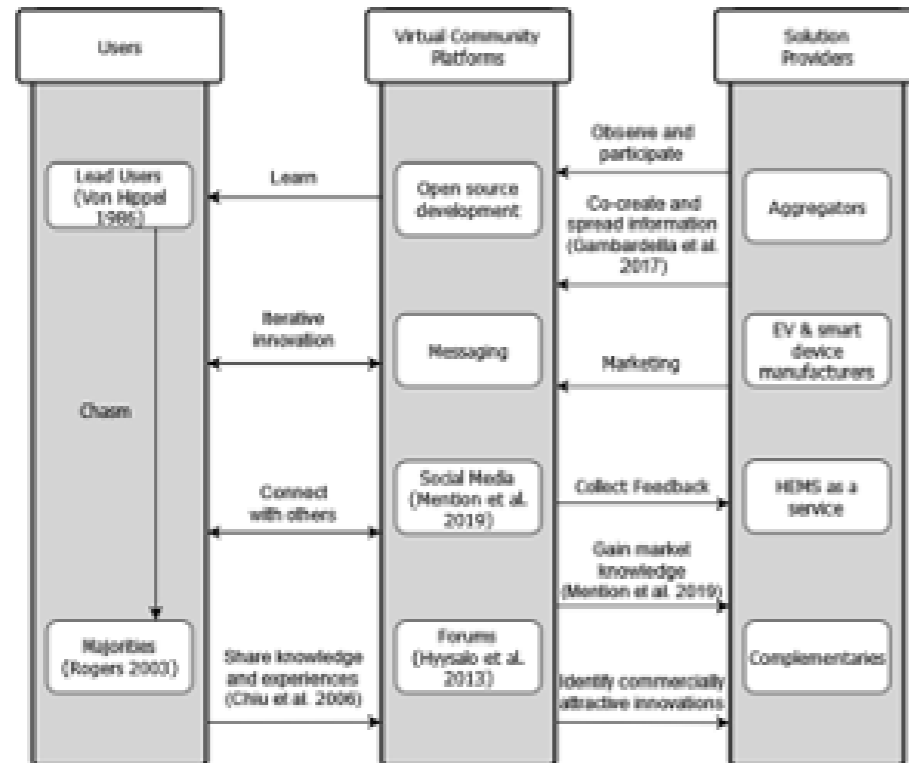 Users
Virtual Community
Platforms
Solution
Providers
Lead Users
(Von Hippel
1986)
Chasm
Majorities
(Rogers 2003)
Learn
Iterative
innovation
Connect
with others
Share knowledge
and experiences
(Chiu et al. 2006)
Open source
development
Messaging
Social Media
(Mention et al.
2019)
Forums
(Hyysalo et al.
2013)
Observe and
participate
Co-create and
spread information
(Gambardella et al.
2017)
Marketing
Collect Feedback
Gain market
knowledge
(Mention et al. 2019)
Identify commercially
attractive innovations
Aggregators
EV & smart
device
manufacturers
HEMS as a
service
Complementaries